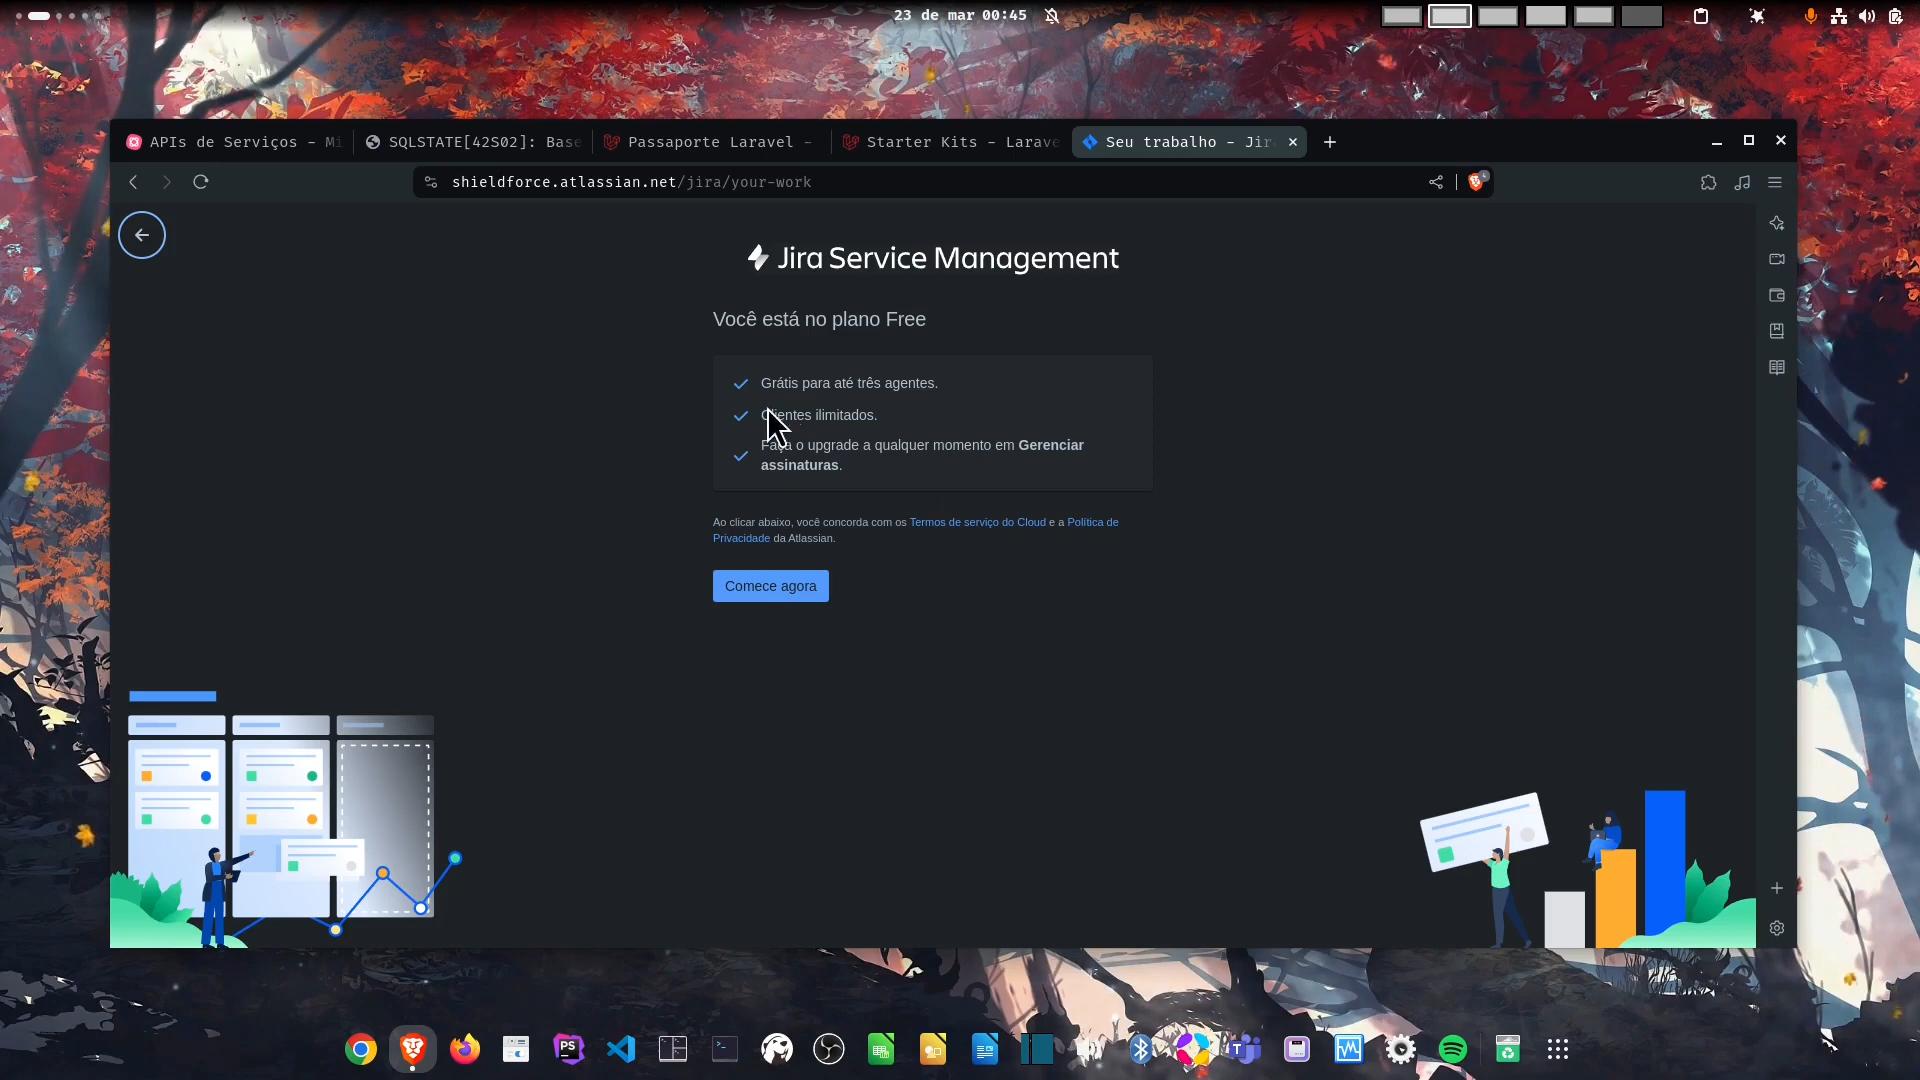 23 de mar 00:45
APIs de Serviços - Mi
SQLSTATE[42S02]: Base
Passaporte Laravel -
Starter Kits - Larave
Seu trabalho - Jir
shieldforce.atlassian.net/jira/your-work
Jira Service Management
Você está no plano Free
Grátis para até três agentes.
Clientes ilimitados.
Faça o upgrade a qualquer momento em Gerenciar
assinaturas.
Ao clicar abaixo, você concorda com os Termos de serviço do Cloud e a Política de
Privacidade da Atlassian.
Comece agora
PS